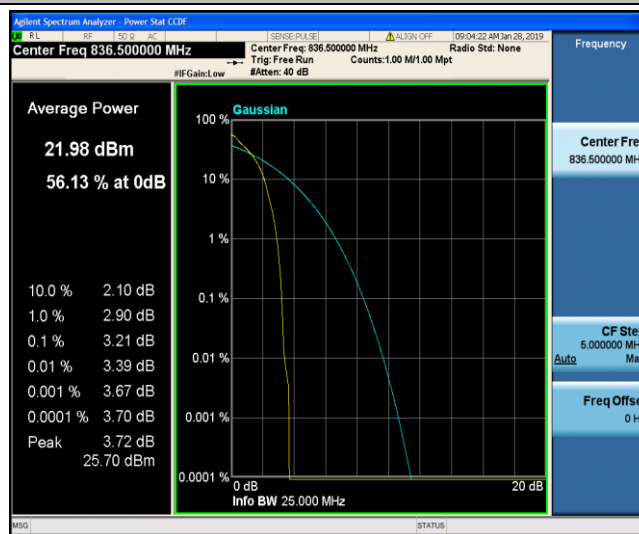 Agilent Spectrum Analyzer - Power Stat CCDF
RL RF 50 Ω AC SENSE:PULSE ALIGN OFF 09:04:22 AM Jan 28, 2019
Center Freq 836.500000 MHz
Center Freq: 836.500000 MHz Radio Std: None
Trig: Free Run Counts:1.00 M/1.00 Mpt
#IFGain:Low #Atten: 40 dB
Frequency
Average Power
21.98 dBm
56.13 % at 0dB
10.0 % 2.10 dB
1.0 % 2.90 dB
0.1 % 3.21 dB
0.01 % 3.39 dB
0.001 % 3.67 dB
0.0001 % 3.70 dB
Peak 3.72 dB
25.70 dBm
Gaussian
100 %
10 %
1 %
0.1 %
0.01 %
0.001 %
0.0001 %
0 dB 20 dB
Info BW 25.000 MHz
Center Fre
836.500000 MH
CF Ste
5.000000 MH
Auto Ma
Freq Offse
0 H
MSG STATUS